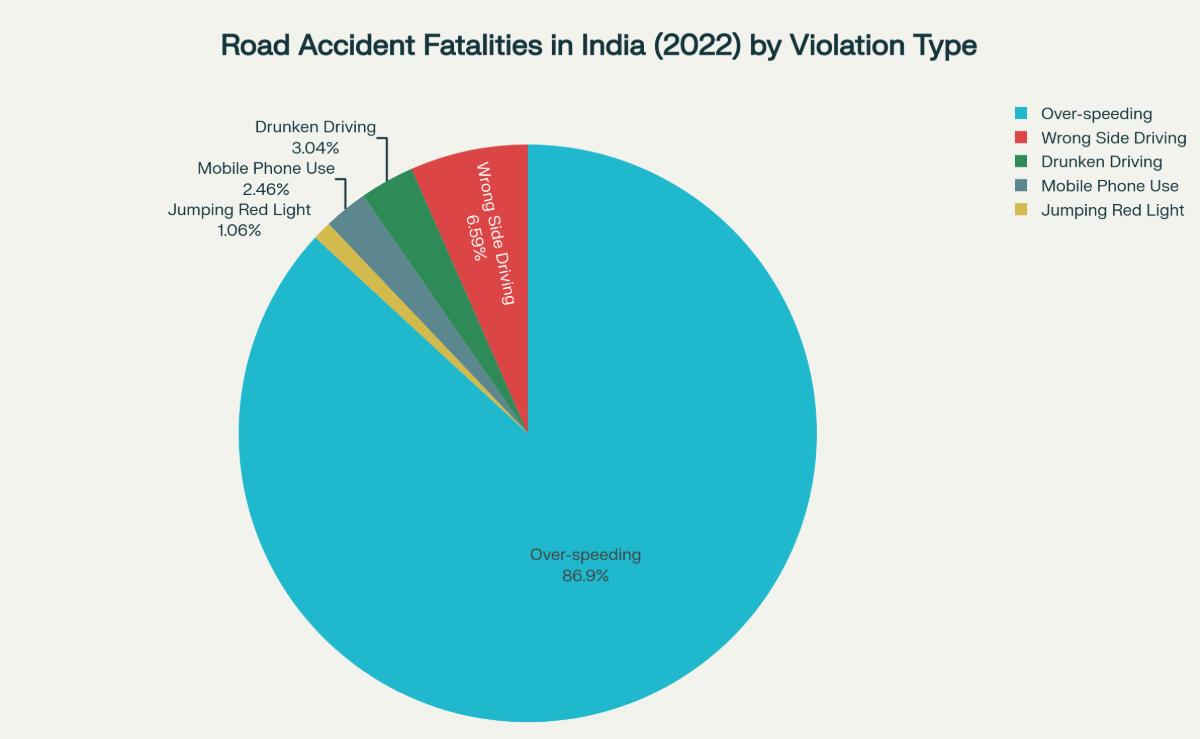 Road Accident Fatalities in India (2022) by Violation Type
Drunken Driving
3.04%
Mobile Phone Use
2.46%
Jumping Red Light
1.06%
Wrong Side Driving
6.59%
Over-speeding
86.9%
Over-speeding
Wrong Side Driving
Drunken Driving
Mobile Phone Use
Jumping Red Light